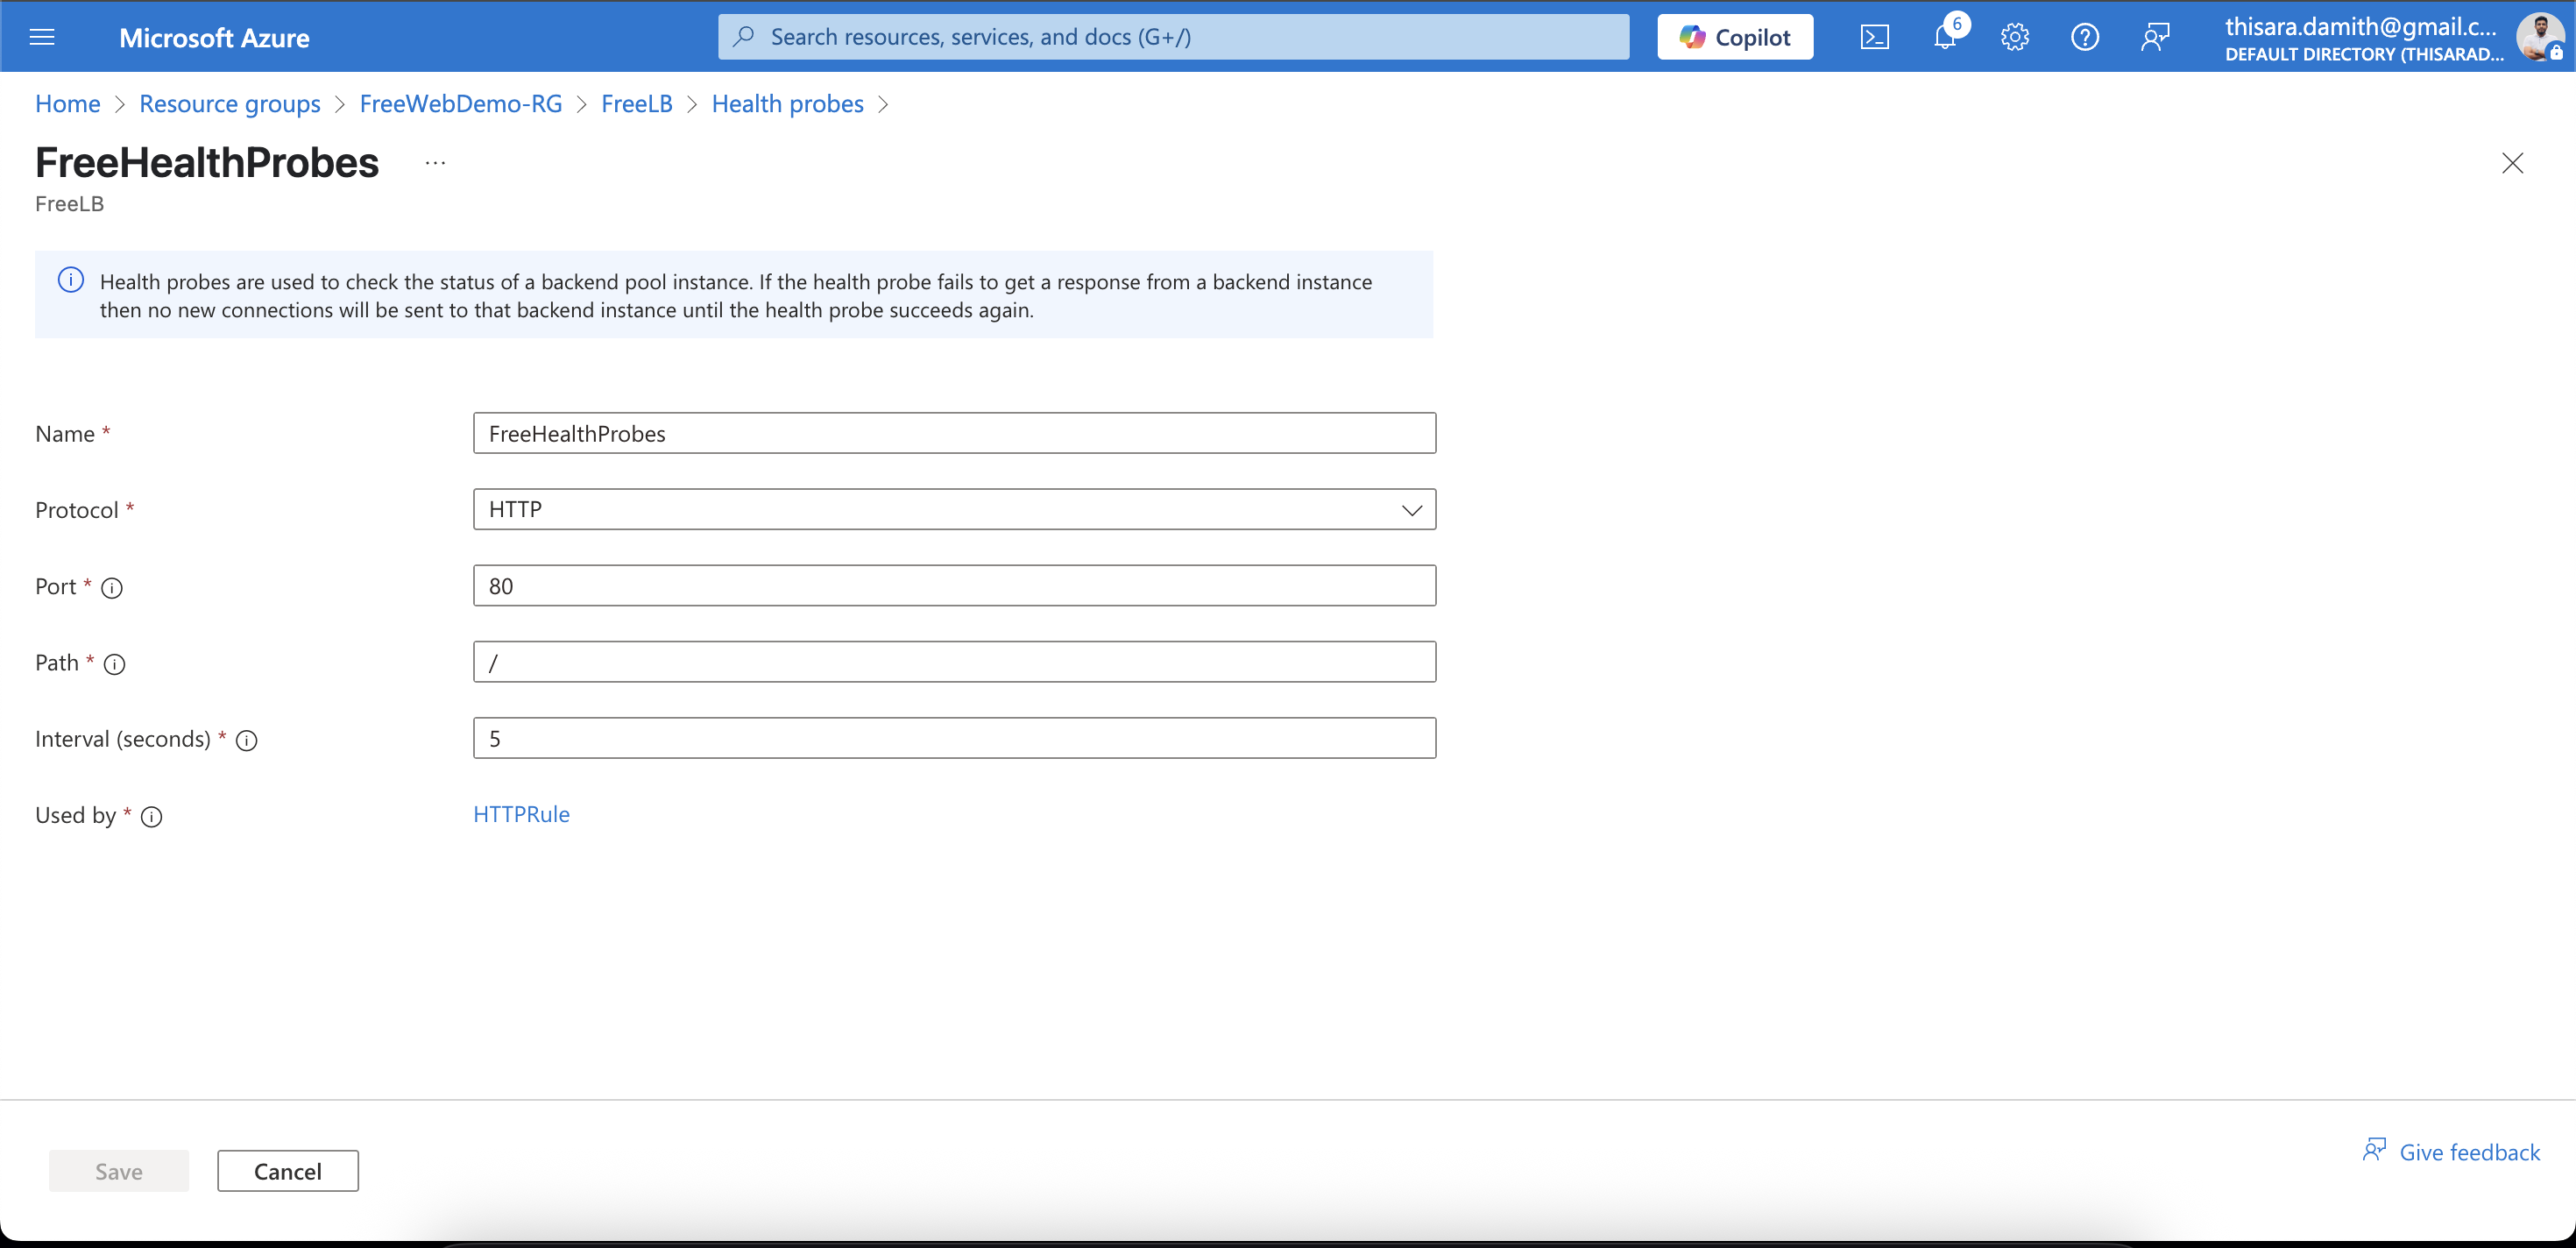 Microsoft Azure
Search resources, services, and docs (G+/)
Copilot
6
thisara.damith@gmail.c...
DEFAULT DIRECTORY (THISARAD...
Home > Resource groups > FreeWebDemo-RG > FreeLB > Health probes >
FreeHealthProbes ...
FreeLB
Health probes are used to check the status of a backend pool instance. If the health probe fails to get a response from a backend instance
then no new connections will be sent to that backend instance until the health probe succeeds again.
Name * FreeHealthProbes
Protocol * HTTP
Port * 80
Path * /
Interval (seconds) * 5
Used by * HTTPRule
Save Cancel
Give feedback